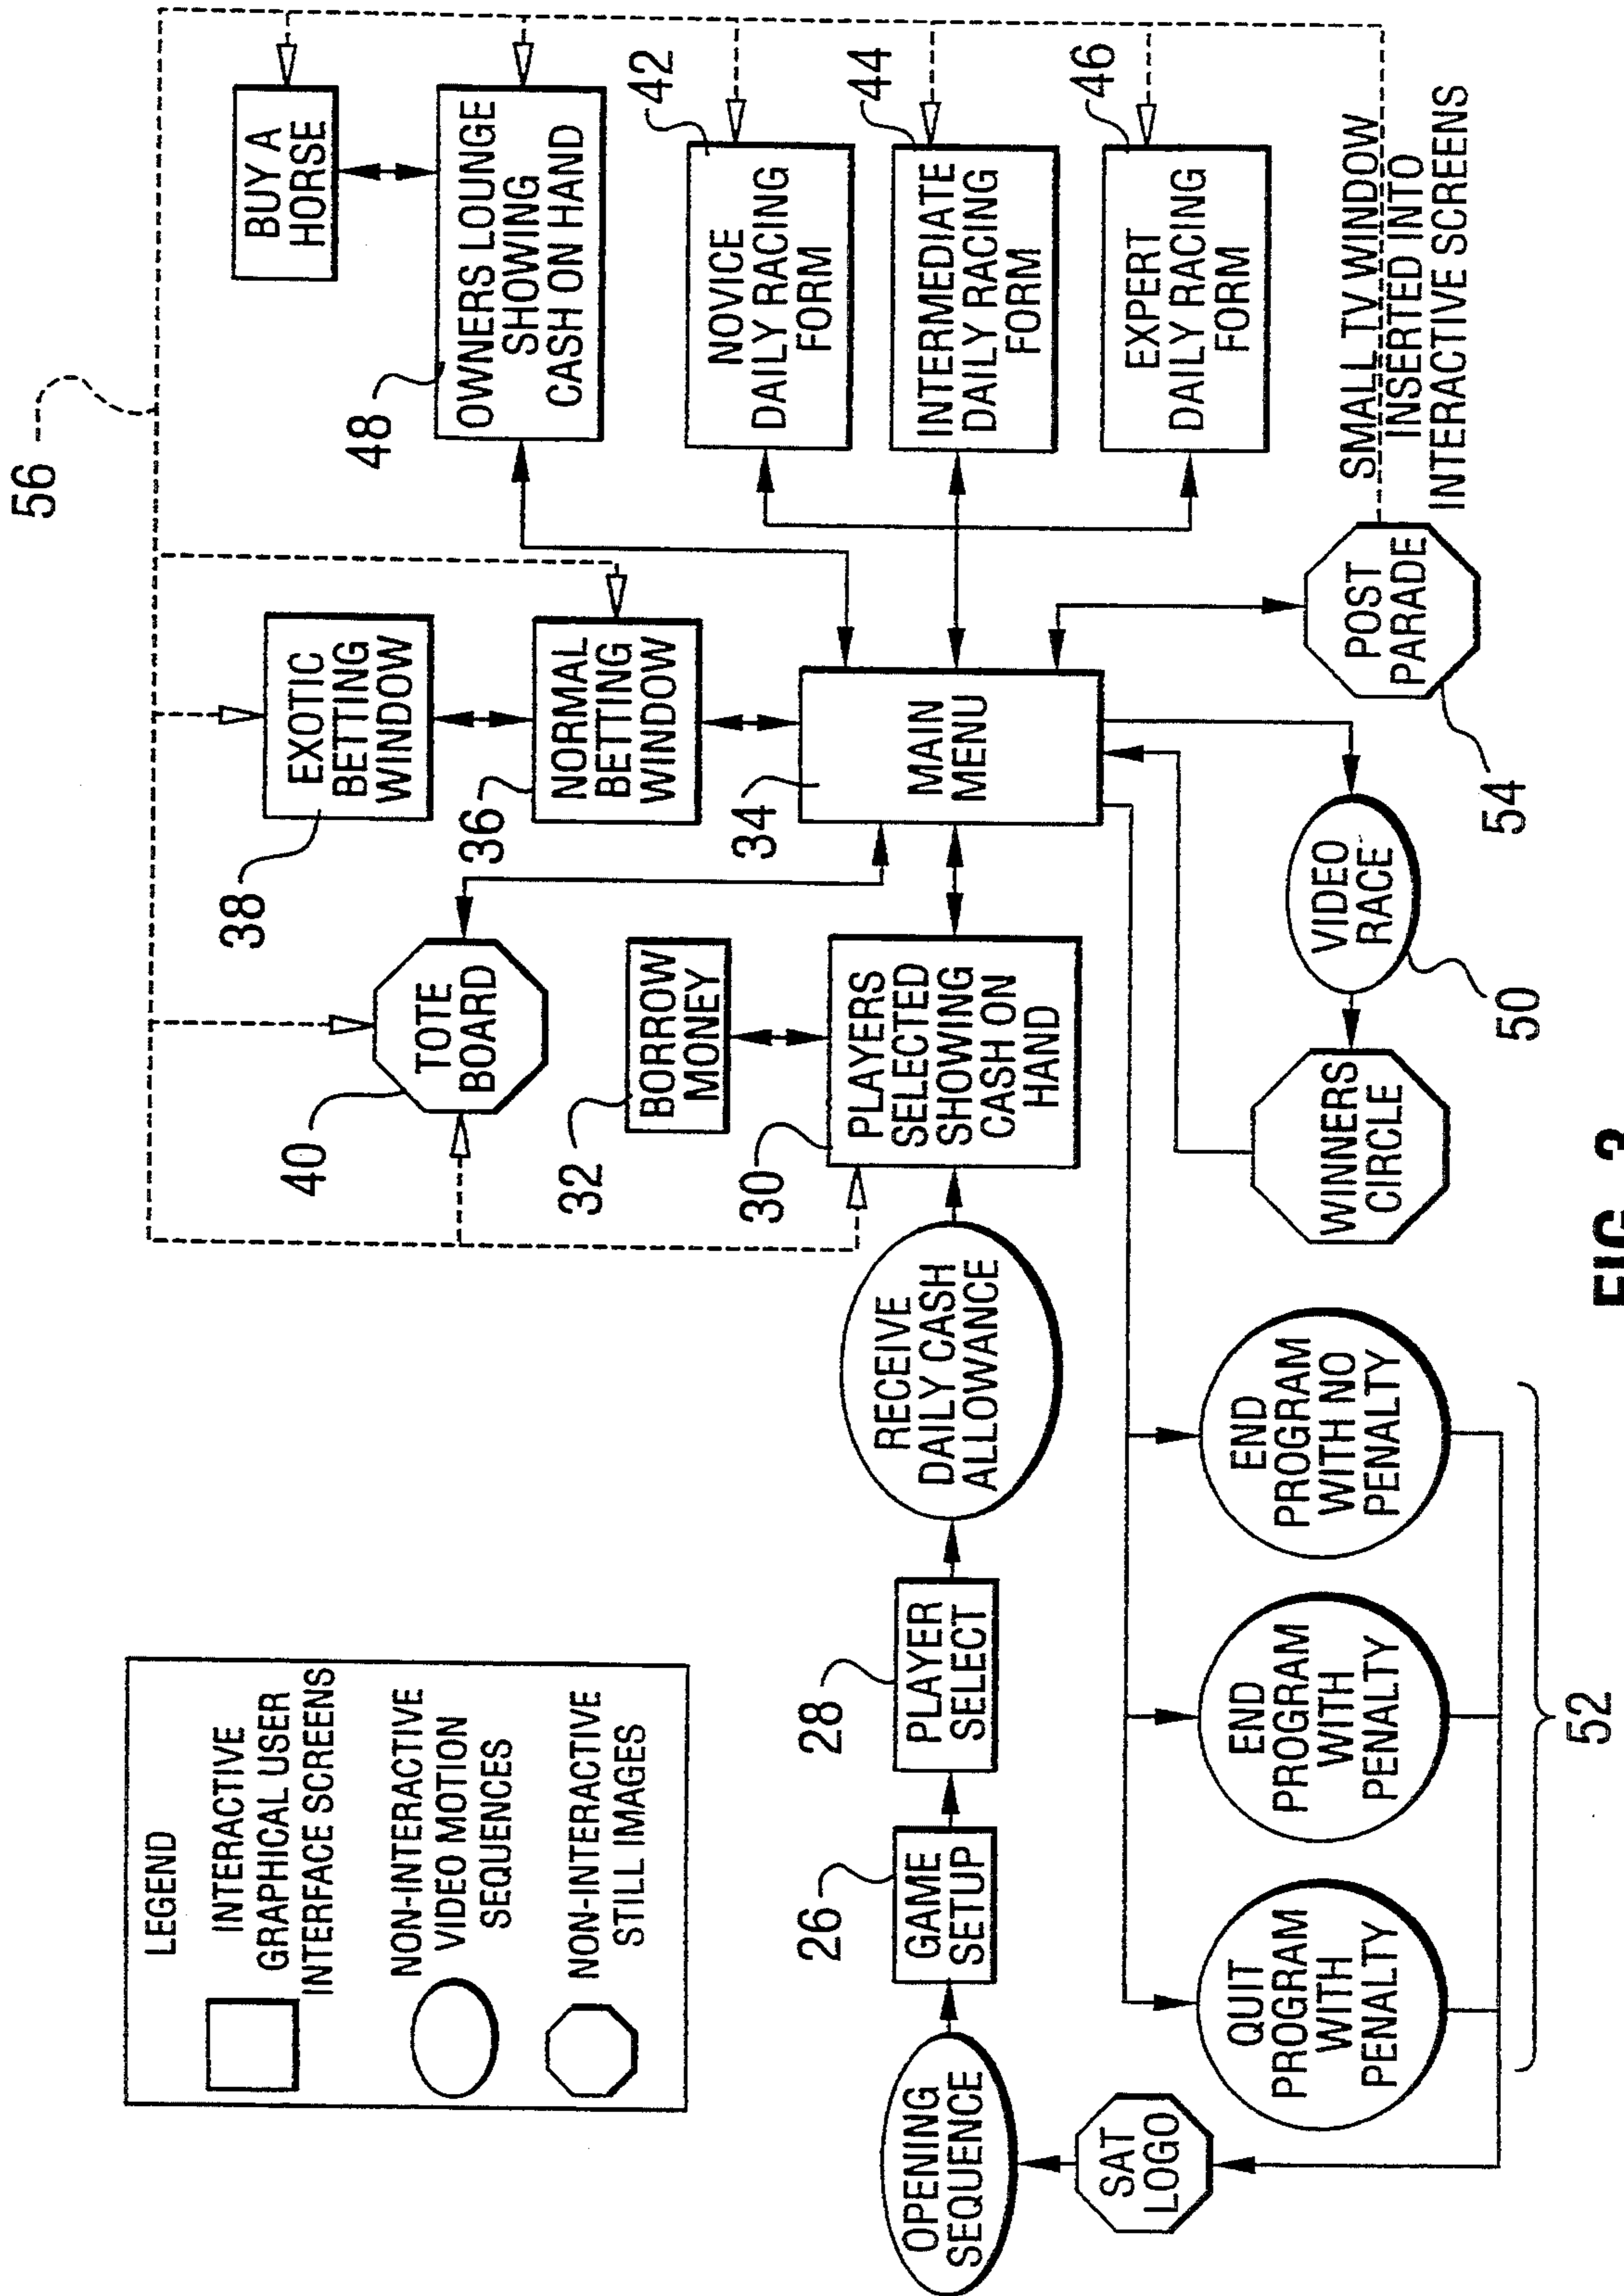 LEGEND
INTERACTIVE
GRAPHICAL USER
INTERFACE SCREENS
NON-INTERACTIVE
VIDEO MOTION
SEQUENCES
NON-INTERACTIVE
STILL IMAGES
OPENING
SEQUENCE
SAT
LOGO
26
GAME
SETUP
28
PLAYER
SELECT
RECEIVE
DAILY CASH
ALLOWANCE
30
PLAYERS
SELECTED
SHOWING
CASH ON
HAND
32
BORROW
MONEY
40
TOTE
BOARD
38
EXOTIC
BETTING
WINDOW
36
NORMAL
BETTING
WINDOW
34
MAIN
MENU
56
BUY A
HORSE
48
OWNERS LOUNGE
SHOWING
CASH ON HAND
42
NOVICE
DAILY RACING
FORM
44
INTERMEDIATE
DAILY RACING
FORM
46
EXPERT
DAILY RACING
FORM
SMALL TV WINDOW
INSERTED INTO
INTERACTIVE SCREENS
POST
PARADE
54
VIDEO
RACE
50
WINNERS
CIRCLE
QUIT
PROGRAM
WITH
PENALTY
END
PROGRAM
WITH
PENALTY
END
PROGRAM
WITH NO
PENALTY
52
FIG. 3